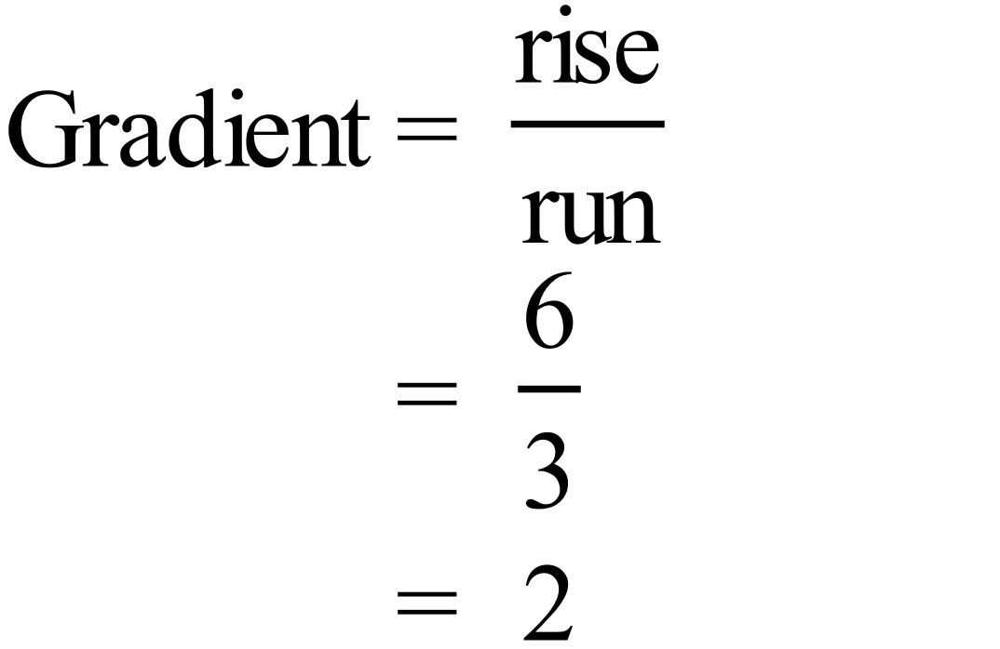 Gradient = rise/run
= 6/3
= 2